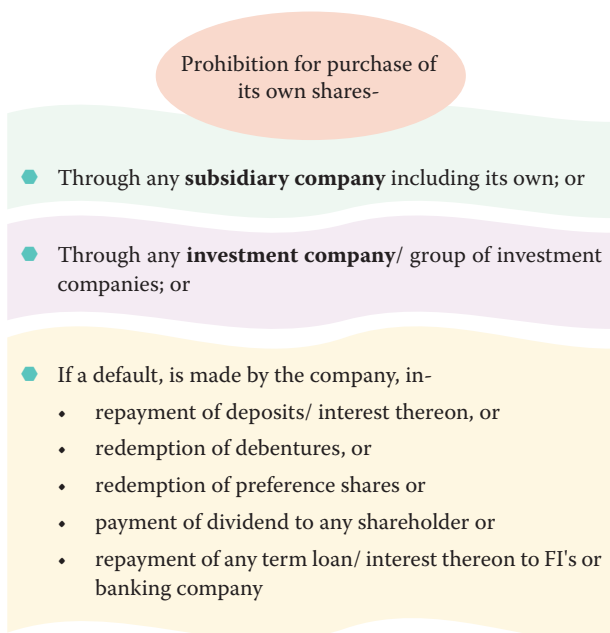 Prohibition for purchase of
its own shares-
Through any subsidiary company including its own; or
Through any investment company/ group of investment
companies; or
If a default, is made by the company, in-
• repayment of deposits/ interest thereon, or
• redemption of debentures, or
• redemption of preference shares or
• payment of dividend to any shareholder or
• repayment of any term loan/ interest thereon to FI's or
banking company